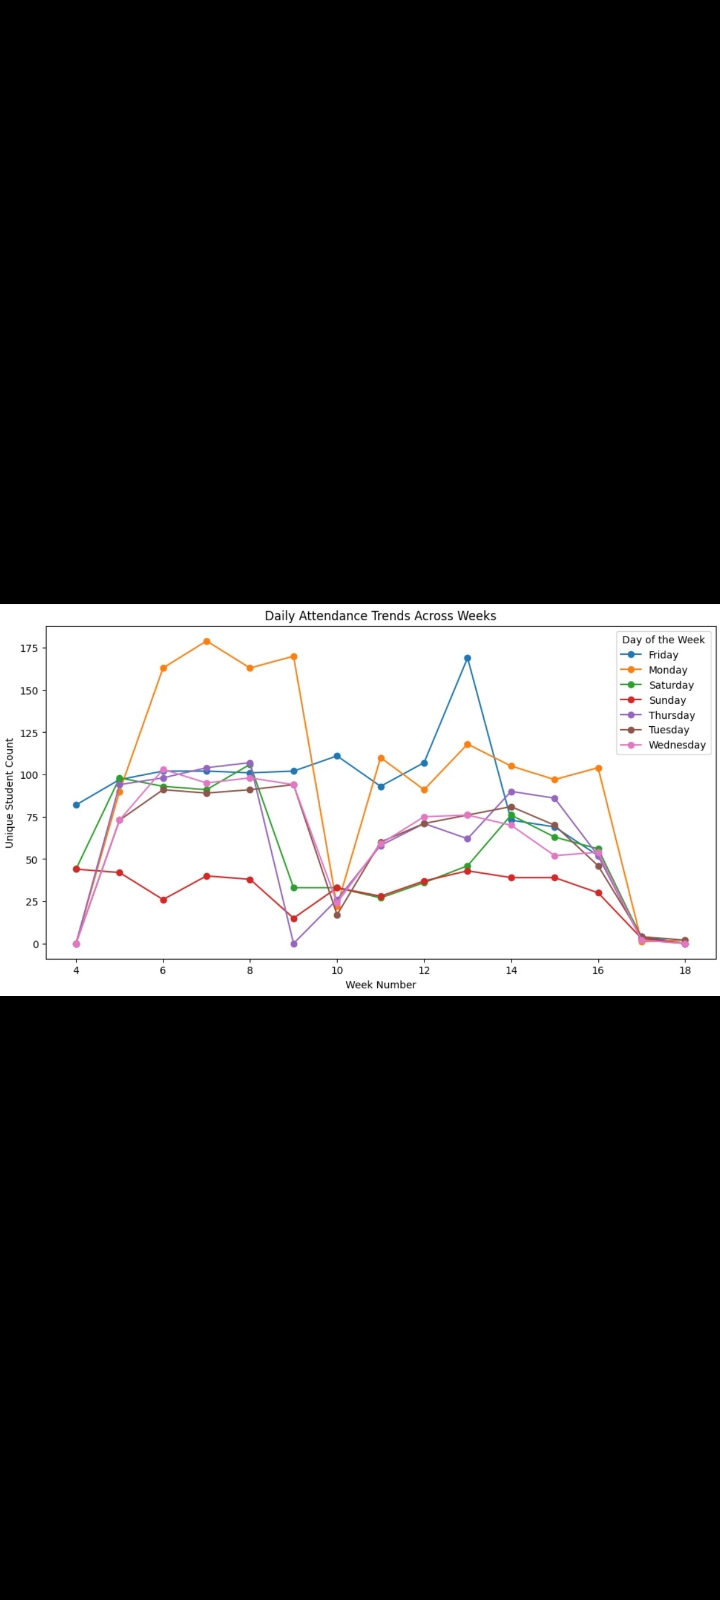 Daily Attendance Trends Across Weeks
Unique Student Count
175
150
125
100
75
50
25
0
Day of the Week
Friday
Monday
Saturday
Sunday
Thursday
Tuesday
Wednesday
4 6 8 10 12 14 16 18
Week Number